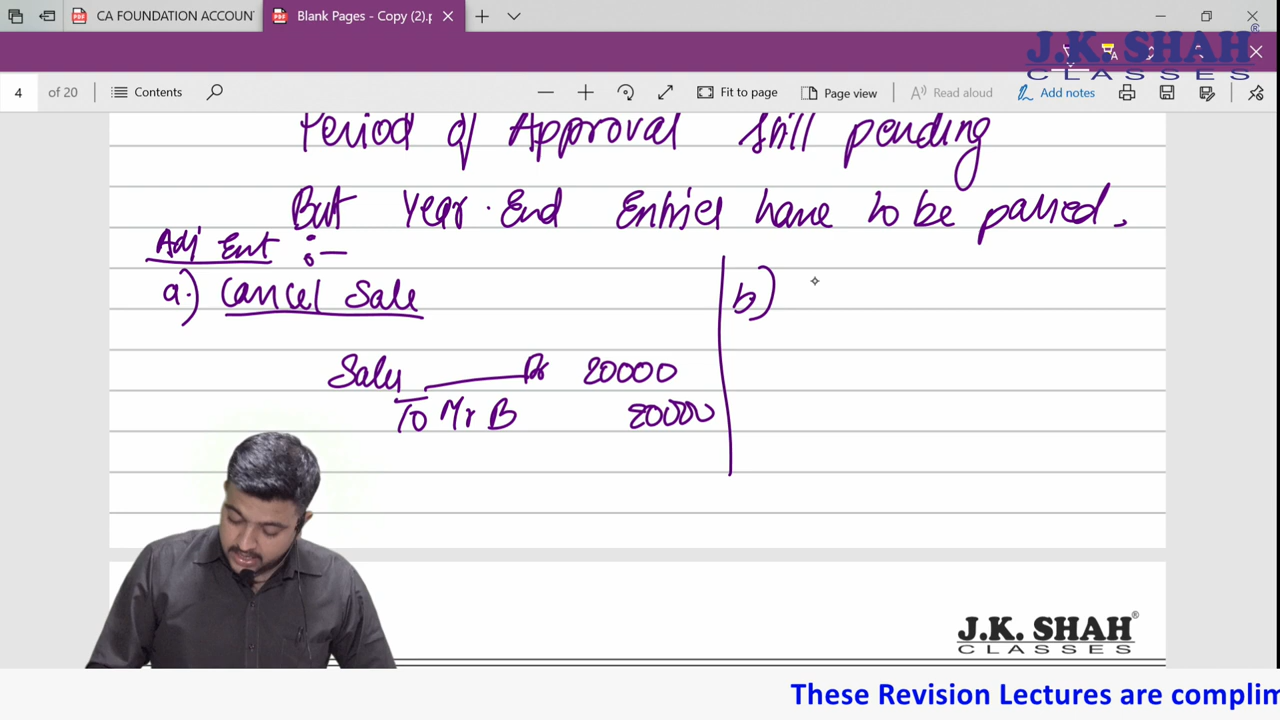 CA FOUNDATION ACCOUN
Blank Pages - Copy (2).p
J.K. SHAH®
CLASSES
4 of 20 Contents Fit to page Page view Read aloud Add notes
Period of Approval Still pending
But Year-End Entries have to be passed.
Adj Ent :-
a.) Cancel Sale
b)
Sales Dr 20000
To Mr B 20000
J.K. SHAH®
CLASSES
These Revision Lectures are complim